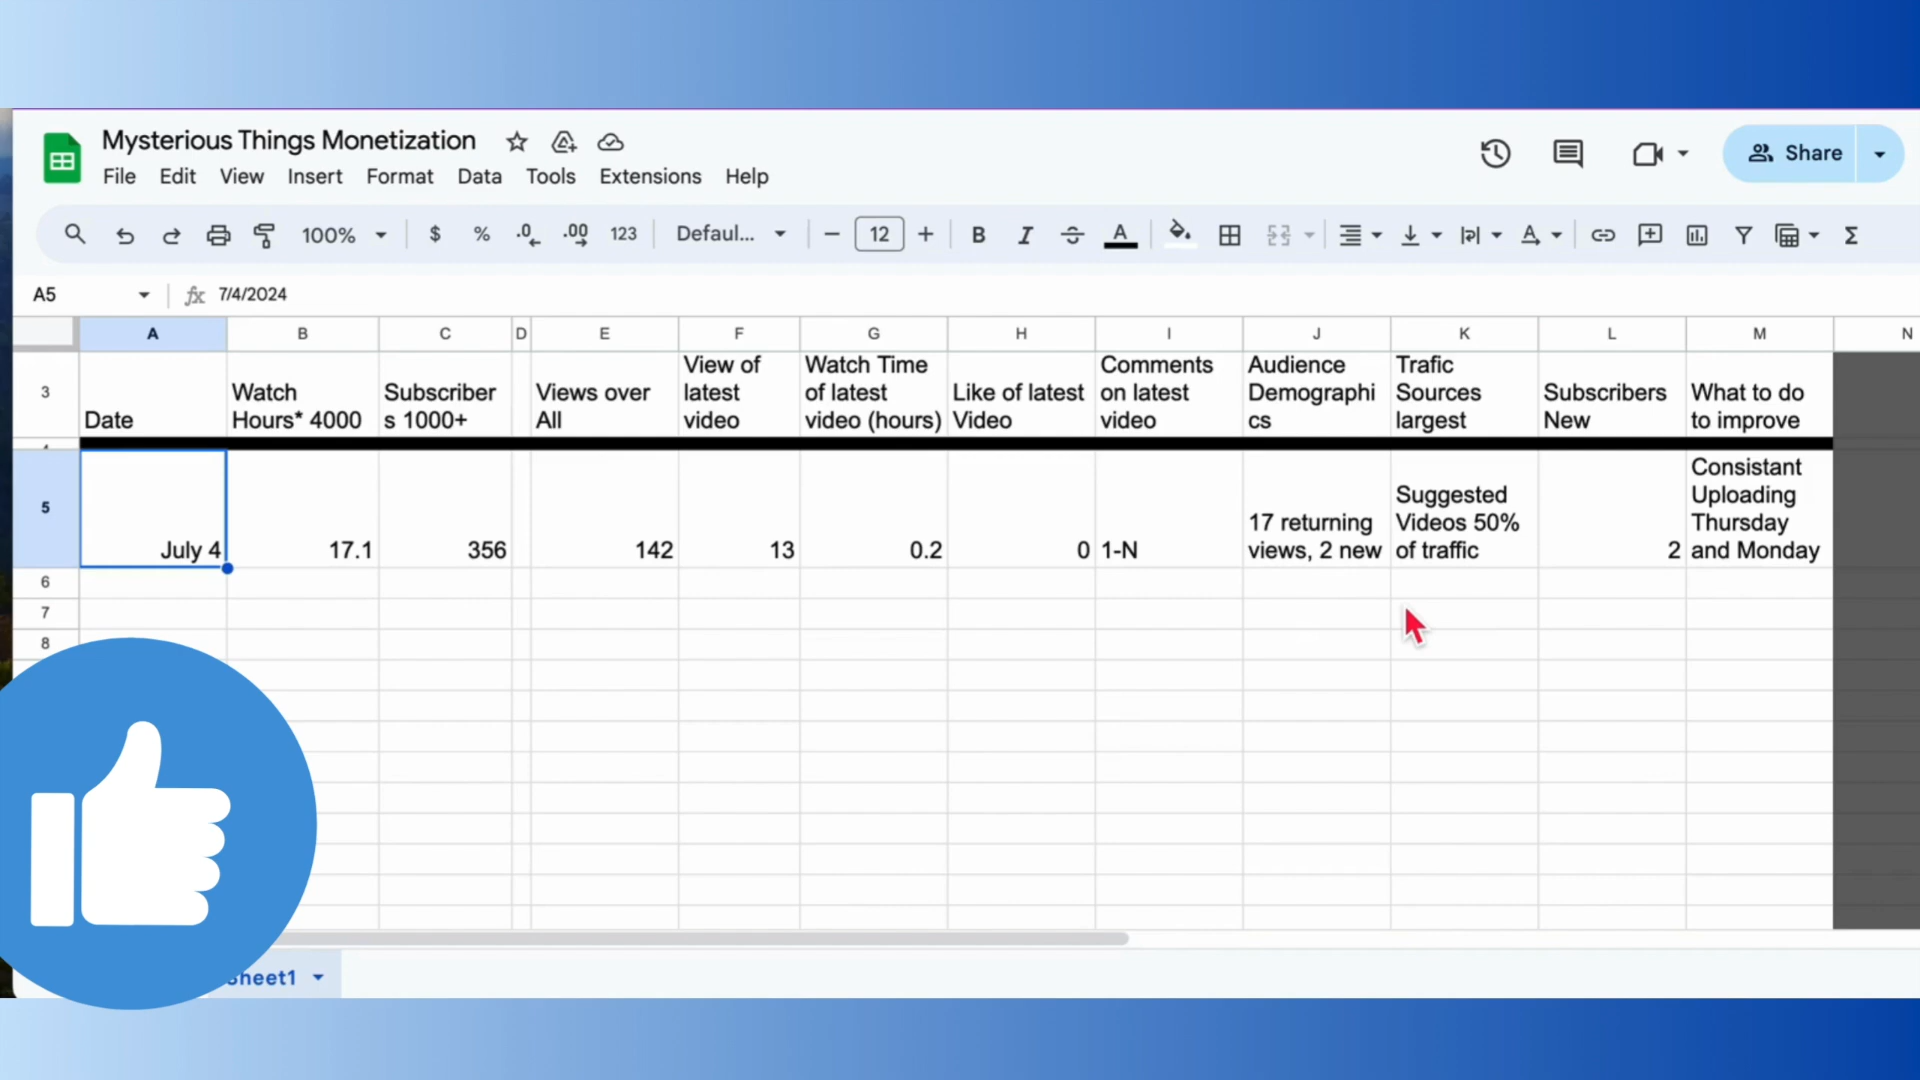 Mysterious Things Monetization
File Edit View Insert Format Data Tools Extensions Help
Share
100% $ % .0 .00 123 Defaul... 12 B I A A Σ
A5 fx 7/4/2024
A B C D E F G H I J K L M N
3
Date
Watch
Hours* 4000
Subscriber
s 1000+
Views over
All
View of
latest
video
Watch Time
of latest
video (hours)
Like of latest
Video
Comments
on latest
video
Audience
Demographi
cs
Trafic
Sources
largest
Subscribers
New
What to do
to improve
5
July 4
17.1
356
142
13
0.2
0
1-N
17 returning
views, 2 new
Suggested
Videos 50%
of traffic
2
Consistant
Uploading
Thursday
and Monday
6
7
8